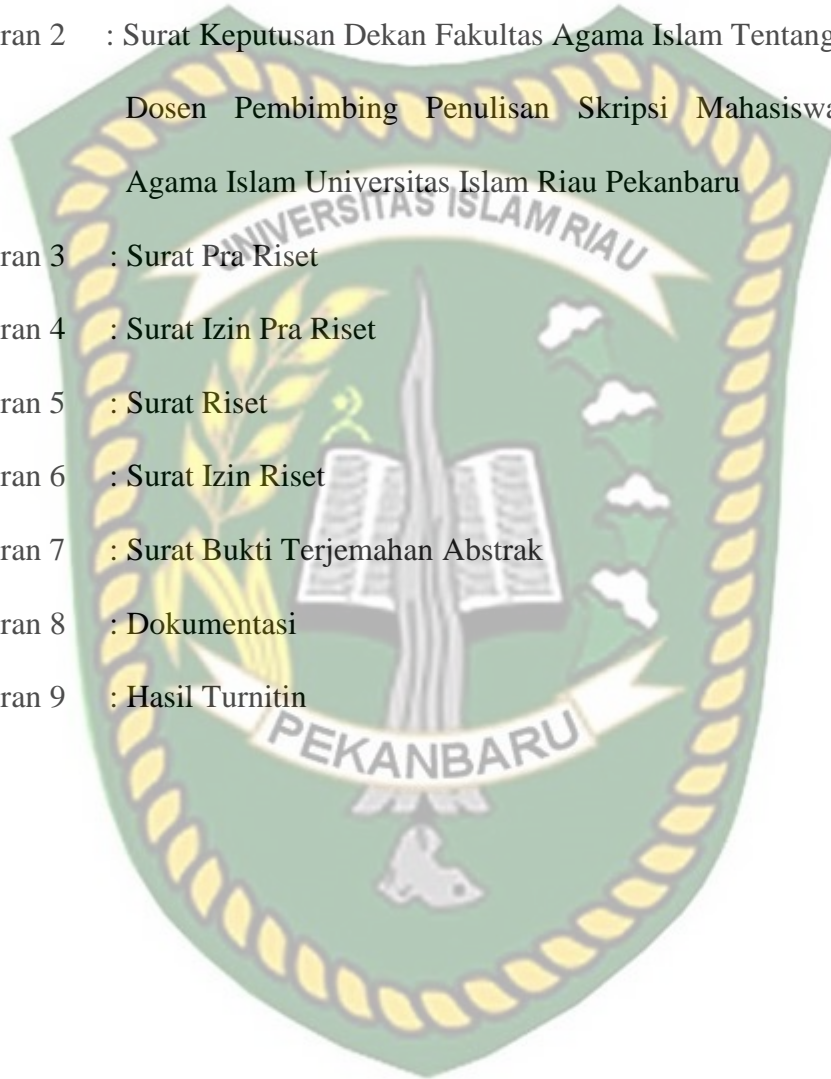 ran 2 : Surat Keputusan Dekan Fakultas Agama Islam Tentang
Dosen Pembimbing Penulisan Skripsi Mahasiswa
Agama Islam Universitas Islam Riau Pekanbaru
UNIVERSITAS ISLAM RIAU
ran 3 : Surat Pra Riset
ran 4 : Surat Izin Pra Riset
ran 5 : Surat Riset
ran 6 : Surat Izin Riset
ran 7 : Surat Bukti Terjemahan Abstrak
ran 8 : Dokumentasi
ran 9 : Hasil Turnitin
PEKANBARU